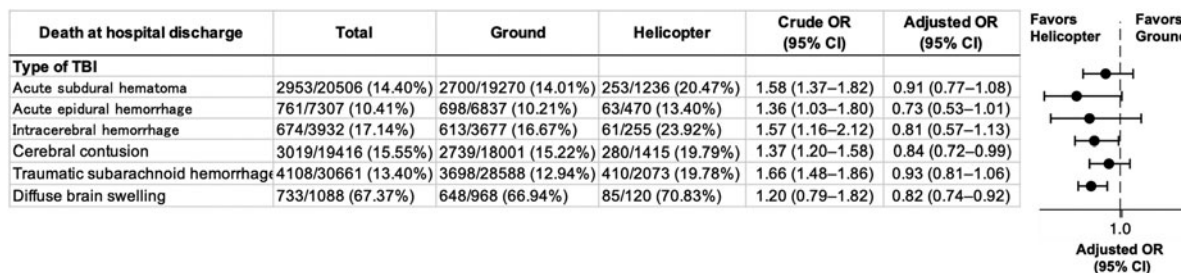 Death at hospital discharge Total Ground Helicopter Crude OR (95% CI) Adjusted OR (95% CI) Favors Helicopter Favors Ground
Type of TBI
Acute subdural hematoma 2953/20506 (14.40%) 2700/19270 (14.01%) 253/1236 (20.47%) 1.58 (1.37–1.82) 0.91 (0.77–1.08)
Acute epidural hemorrhage 761/7307 (10.41%) 698/6837 (10.21%) 63/470 (13.40%) 1.36 (1.03–1.80) 0.73 (0.53–1.01)
Intracerebral hemorrhage 674/3932 (17.14%) 613/3677 (16.67%) 61/255 (23.92%) 1.57 (1.16–2.12) 0.81 (0.57–1.13)
Cerebral contusion 3019/19416 (15.55%) 2739/18001 (15.22%) 280/1415 (19.79%) 1.37 (1.20–1.58) 0.84 (0.72–0.99)
Traumatic subarachnoid hemorrhage 4108/30661 (13.40%) 3698/28588 (12.94%) 410/2073 (19.78%) 1.66 (1.48–1.86) 0.93 (0.81–1.06)
Diffuse brain swelling 733/1088 (67.37%) 648/968 (66.94%) 85/120 (70.83%) 1.20 (0.79–1.82) 0.82 (0.74–0.92)
1.0
Adjusted OR
(95% CI)